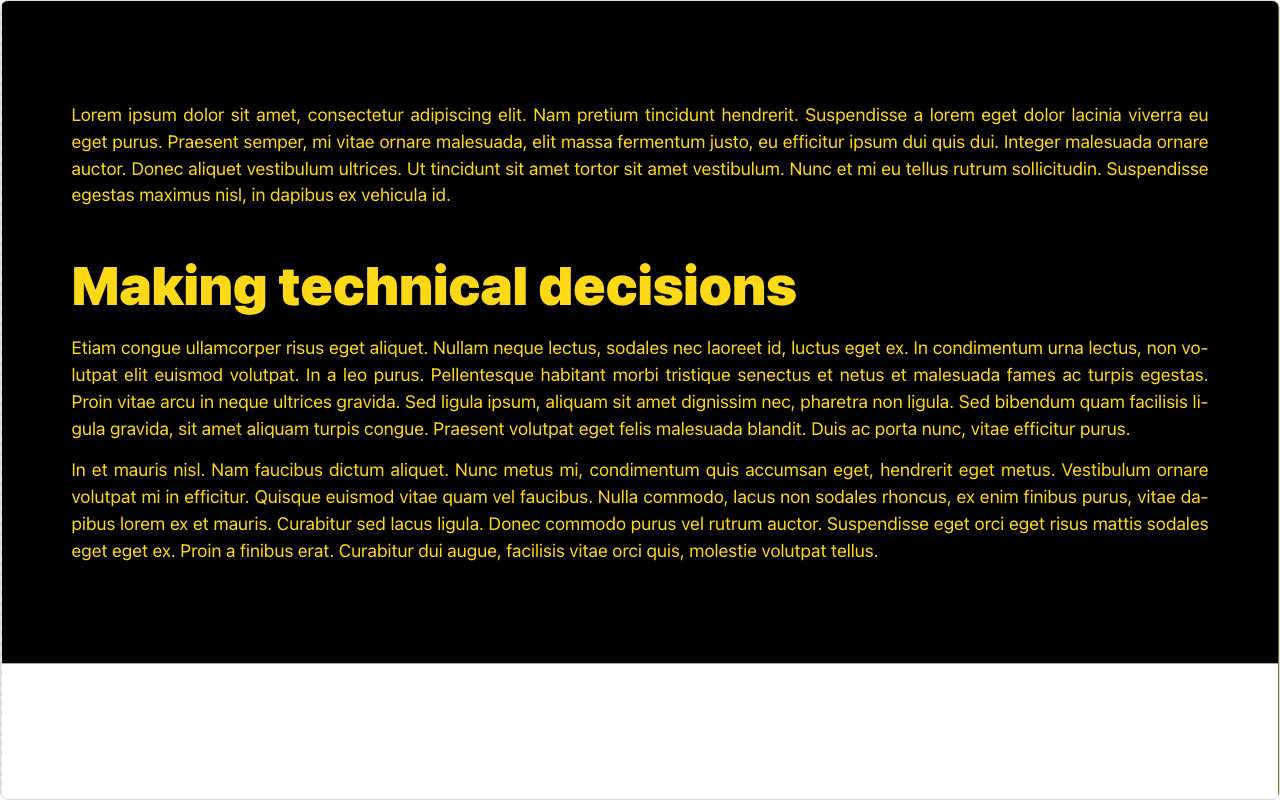 Lorem ipsum dolor sit amet, consectetur adipiscing elit. Nam pretium tincidunt hendrerit. Suspendisse a lorem eget dolor lacinia viverra eu
eget purus. Praesent semper, mi vitae ornare malesuada, elit massa fermentum justo, eu efficitur ipsum dui quis dui. Integer malesuada ornare
auctor. Donec aliquet vestibulum ultrices. Ut tincidunt sit amet tortor sit amet vestibulum. Nunc et mi eu tellus rutrum sollicitudin. Suspendisse
egestas maximus nisl, in dapibus ex vehicula id.
Making technical decisions
Etiam congue ullamcorper risus eget aliquet. Nullam neque lectus, sodales nec laoreet id, luctus eget ex. In condimentum urna lectus, non vo-
lutpat elit euismod volutpat. In a leo purus. Pellentesque habitant morbi tristique senectus et netus et malesuada fames ac turpis egestas.
Proin vitae arcu in neque ultrices gravida. Sed ligula ipsum, aliquam sit amet dignissim nec, pharetra non ligula. Sed bibendum quam facilisis li-
gula gravida, sit amet aliquam turpis congue. Praesent volutpat eget felis malesuada blandit. Duis ac porta nunc, vitae efficitur purus.
In et mauris nisl. Nam faucibus dictum aliquet. Nunc metus mi, condimentum quis accumsan eget, hendrerit eget metus. Vestibulum ornare
volutpat mi in efficitur. Quisque euismod vitae quam vel faucibus. Nulla commodo, lacus non sodales rhoncus, ex enim finibus purus, vitae da-
pibus lorem ex et mauris. Curabitur sed lacus ligula. Donec commodo purus vel rutrum auctor. Suspendisse eget orci eget risus mattis sodales
eget eget ex. Proin a finibus erat. Curabitur dui augue, facilisis vitae orci quis, molestie volutpat tellus.